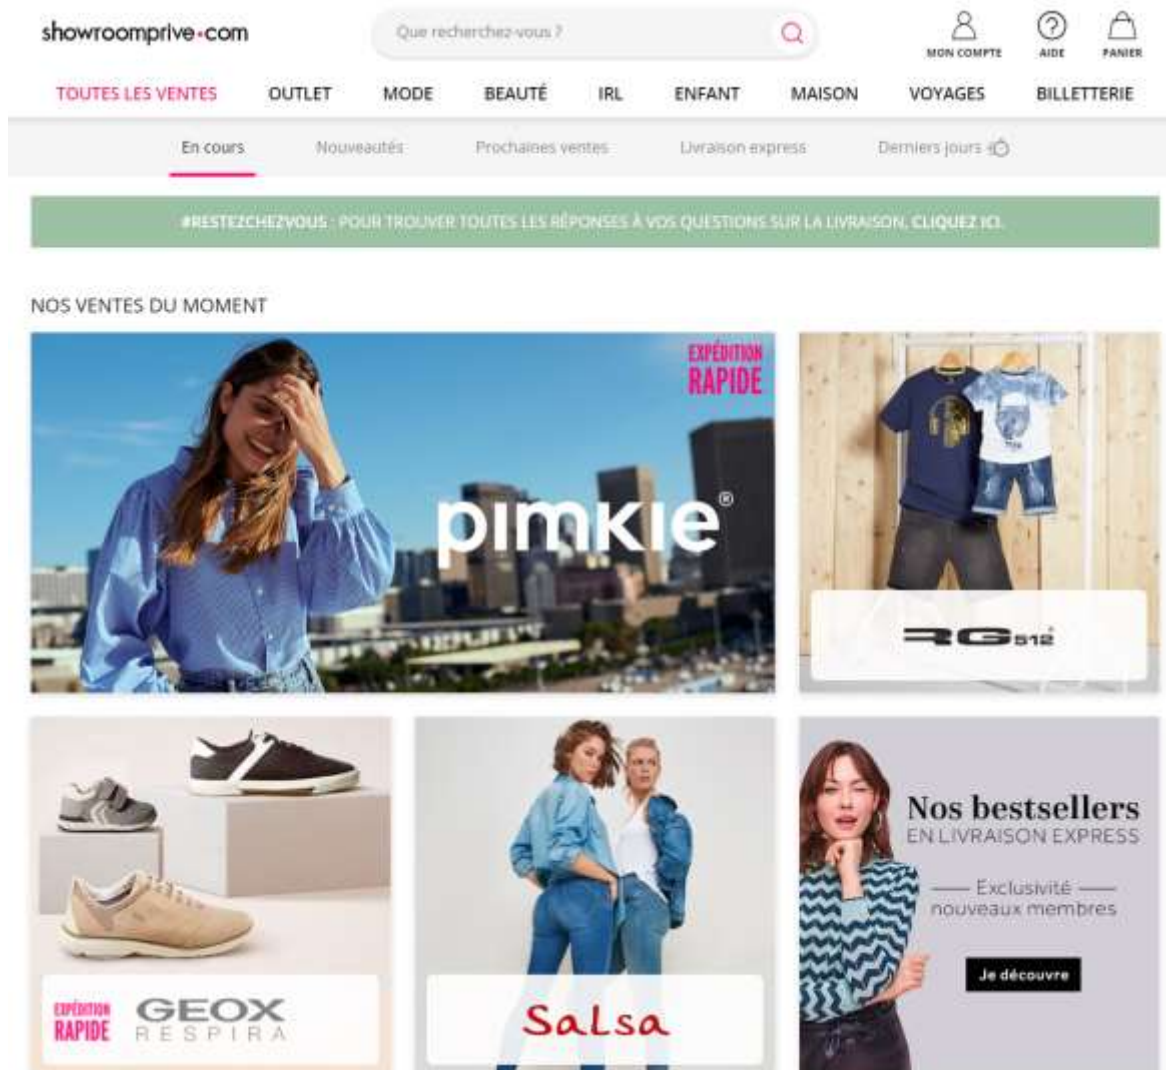 showroomprive.com
Que recherchez-vous ?
MON COMPTE
AIDE
PANIER
TOUTES LES VENTES OUTLET MODE BEAUTÉ IRL ENFANT MAISON VOYAGES BILLETTERIE
En cours Nouveautés Prochaines ventes Livraison express Derniers jours
#RESTEZCHEZVOUS : POUR TROUVER TOUTES LES RÉPONSES À VOS QUESTIONS SUR LA LIVRAISON, CLIQUEZ ICI.
NOS VENTES DU MOMENT
EXPÉDITION
RAPIDE
pimkie®
RG512
EXPÉDITION
RAPIDE
GEOX
RESPIRA
Salsa
Nos bestsellers
EN LIVRAISON EXPRESS
Exclusivité
nouveaux membres
Je découvre